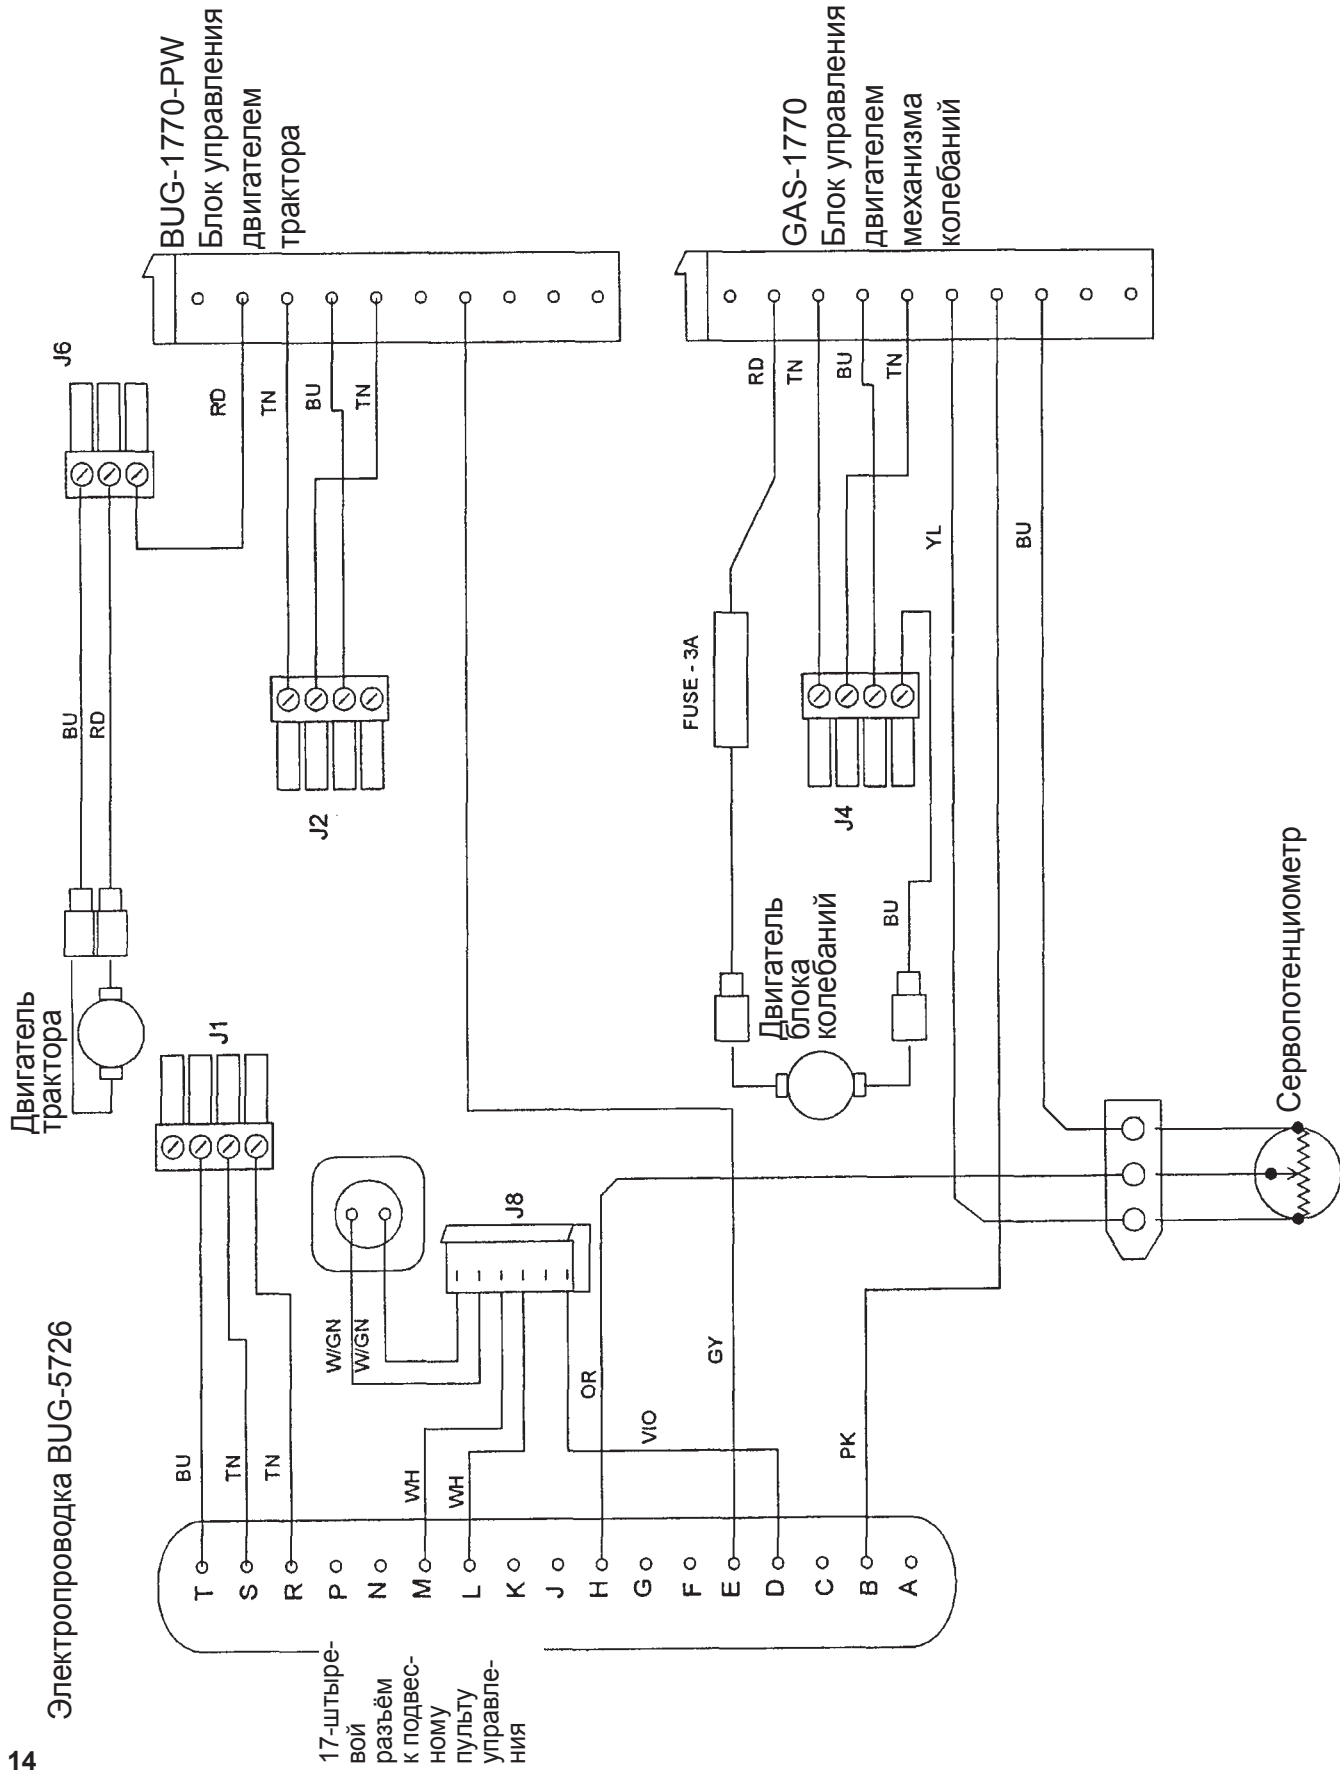 14
Электропроводка BUG-5726
17-штыре-
вой
разъём
к подвес-
ному
пульту
управле-
ния
T
S
R
P
N
M
L
K
J
H
G
F
E
D
C
B
A
BU
TN
TN
WH
WH
W/GN
W/GN
OR
VIO
GY
PK
J8
J1
Двигатель
трактора
BU
RD
J6
J2
RD
TN
BU
TN
BUG-1770-PW
Блок управления
двигателем
трактора
Двигатель
блока
колебаний
BU
J4
FUSE - 3A
RD
TN
BU
TN
YL
BU
GAS-1770
Блок управления
двигателем
механизма
колебаний
Сервопотенциометр